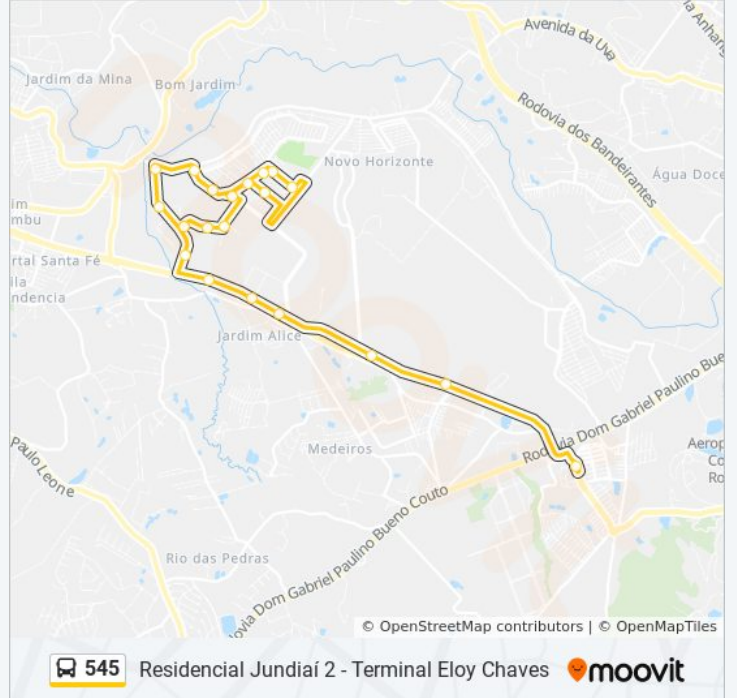 Avenida da Uva
Jardim da Mina
Bom Jardim
Rodovia dos Bandeirantes
Novo Horizonte
Água Doce
rtal Santa Fé
Jardim Alice
Rodovia Dom Gabriel Paulino Bue
Medeiros
Paulo Leone
Rio das Pedras
ovia Dom Gabriel Paulino Bueno Couto
© OpenStreetMap contributors | © OpenMapTiles
545 Residencial Jundiaí 2 - Terminal Eloy Chaves moovit